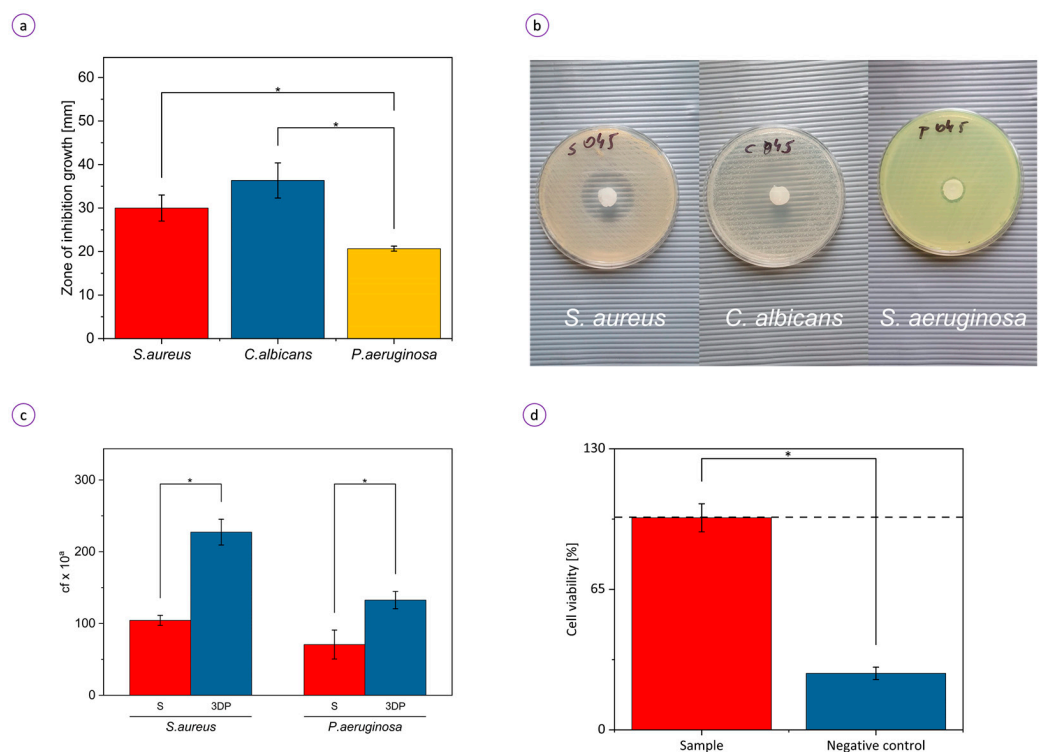 a
60
50
40
30
20
10
0
Zone of inhibition growth [mm]
*
*
S.aureus
C.albicans
P.aeruginosa
b
S 045
C 045
P 045
S. aureus
C. albicans
S. aeruginosa
c
300
200
100
0
cf x 10ᵃ
*
*
S
3DP
S
3DP
S.aureus
P.aeruginosa
d
130
65
0
Cell viability [%]
*
Sample
Negative control